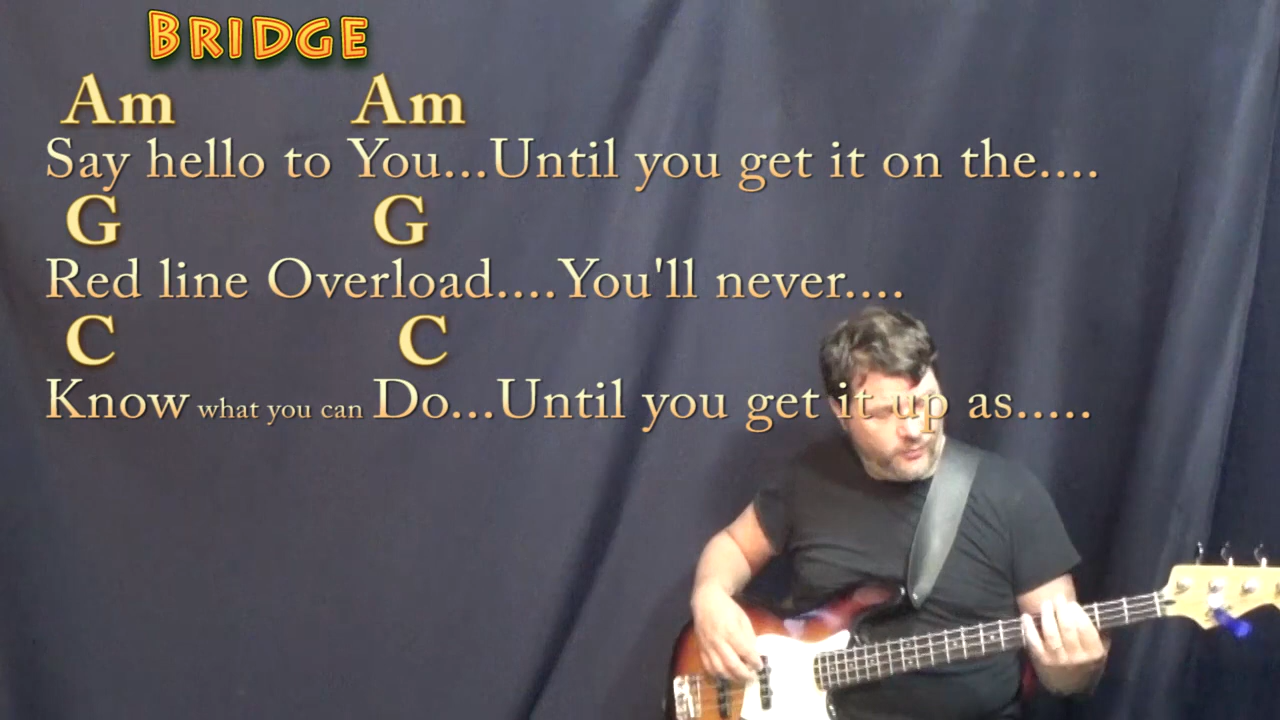 BRIDGE
Am Am
Say hello to You...Until you get it on the....
G G
Red line Overload....You'll never....
C C
Know what you can Do...Until you get it up as.....